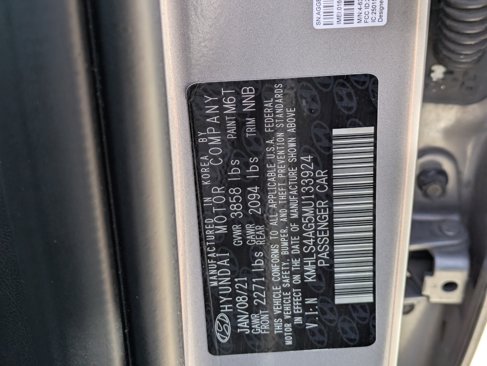 MANUFACTURED IN KOREA BY
HYUNDAI MOTOR COMPANY
JAN/08/21 GVWR 3858 lbs PAINT M6T
GAWR FRONT 2271 lbs GAWR REAR 2094 lbs TRIM NNB
THIS VEHICLE CONFORMS TO ALL APPLICABLE U.S.A. FEDERAL
MOTOR VEHICLE SAFETY, BUMPER, AND THEFT PREVENTION STANDARDS
IN EFFECT ON THE DATE OF MANUFACTURE SHOWN ABOVE.
V.I.N KMHLS4AG5MU133924
PASSENGER CAR